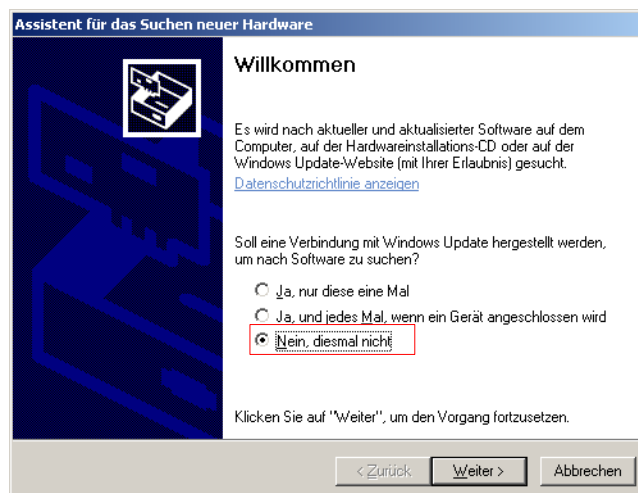 Assistent für das Suchen neuer Hardware
Willkommen
Es wird nach aktueller und aktualisierter Software auf dem
Computer, auf der Hardwareinstallations-CD oder auf der
Windows Update-Website (mit Ihrer Erlaubnis) gesucht.
Datenschutzrichtlinie anzeigen
Soll eine Verbindung mit Windows Update hergestellt werden,
um nach Software zu suchen?
Ja, nur diese eine Mal
Ja, und jedes Mal, wenn ein Gerät angeschlossen wird
Nein, diesmal nicht
Klicken Sie auf "Weiter", um den Vorgang fortzusetzen.
< Zurück Weiter > Abbrechen